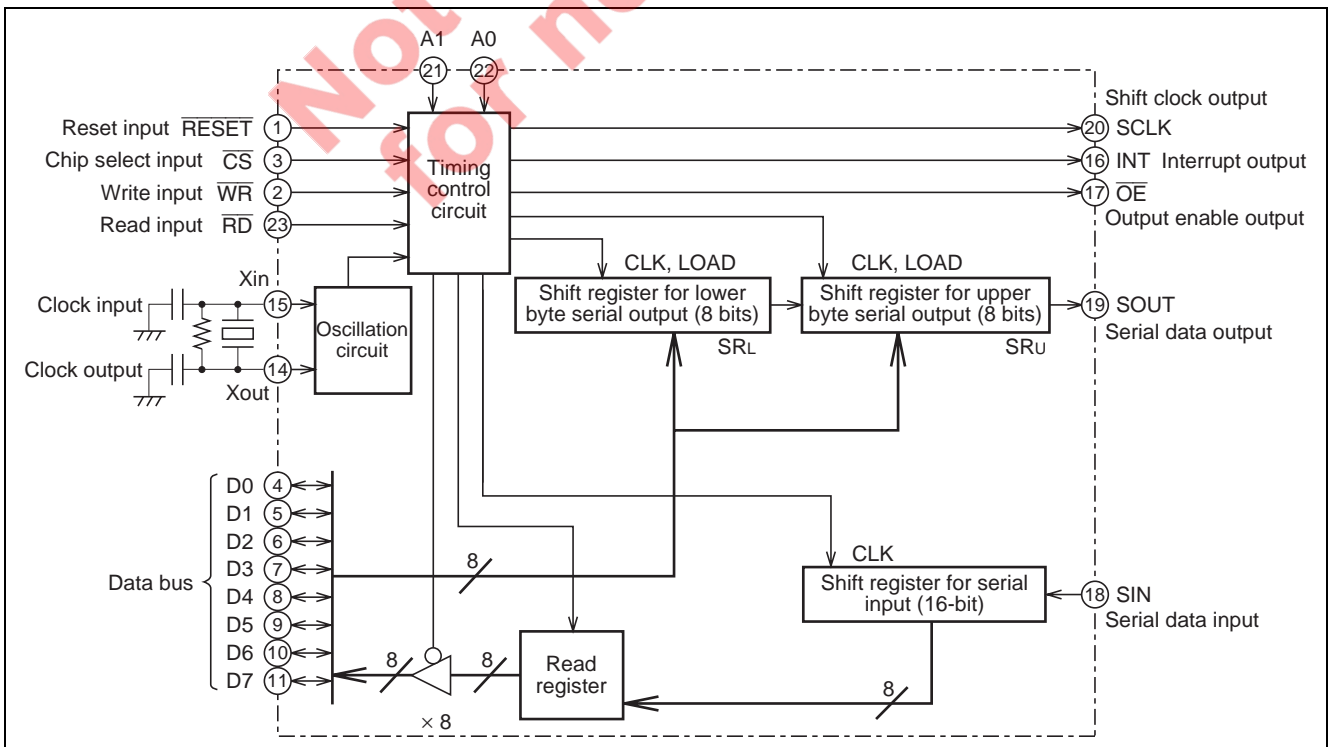 Not
for n
A1 A0
21 22
Reset input RESET 1
Chip select input CS 3
Write input WR 2
Read input RD 23
Timing
control
circuit
Shift clock output
20 SCLK
16 INT Interrupt output
17 OE
Output enable output
Xin
Clock input 15
Clock output 14
Xout
Oscillation
circuit
CLK, LOAD
Shift register for lower
byte serial output (8 bits)
SRL
CLK, LOAD
Shift register for upper
byte serial output (8 bits)
SRU
19 SOUT
Serial data output
Data bus
D0 4
D1 5
D2 6
D3 7
D4 8
D5 9
D6 10
D7 11
8
CLK
Shift register for serial
input (16-bit)
18 SIN
Serial data input
8 8
× 8
Read
register
8